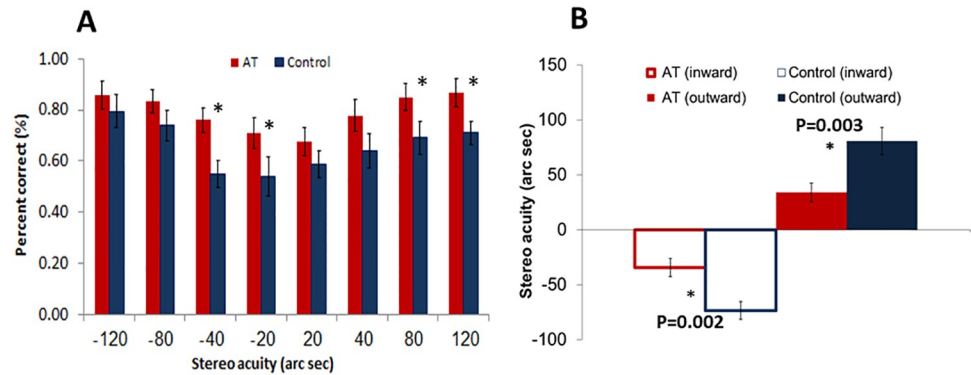 A
Percent correct (%)
1.00
0.80
0.60
0.40
0.20
0.00
AT Control
*
*
*
*
-120 -80 -40 -20 20 40 80 120
Stereo acuity (arc sec)
B
Stereo acuity (arc sec)
150
100
50
0
-50
-100
AT (inward) Control (inward)
AT (outward) Control (outward)
P=0.003
*
*
P=0.002